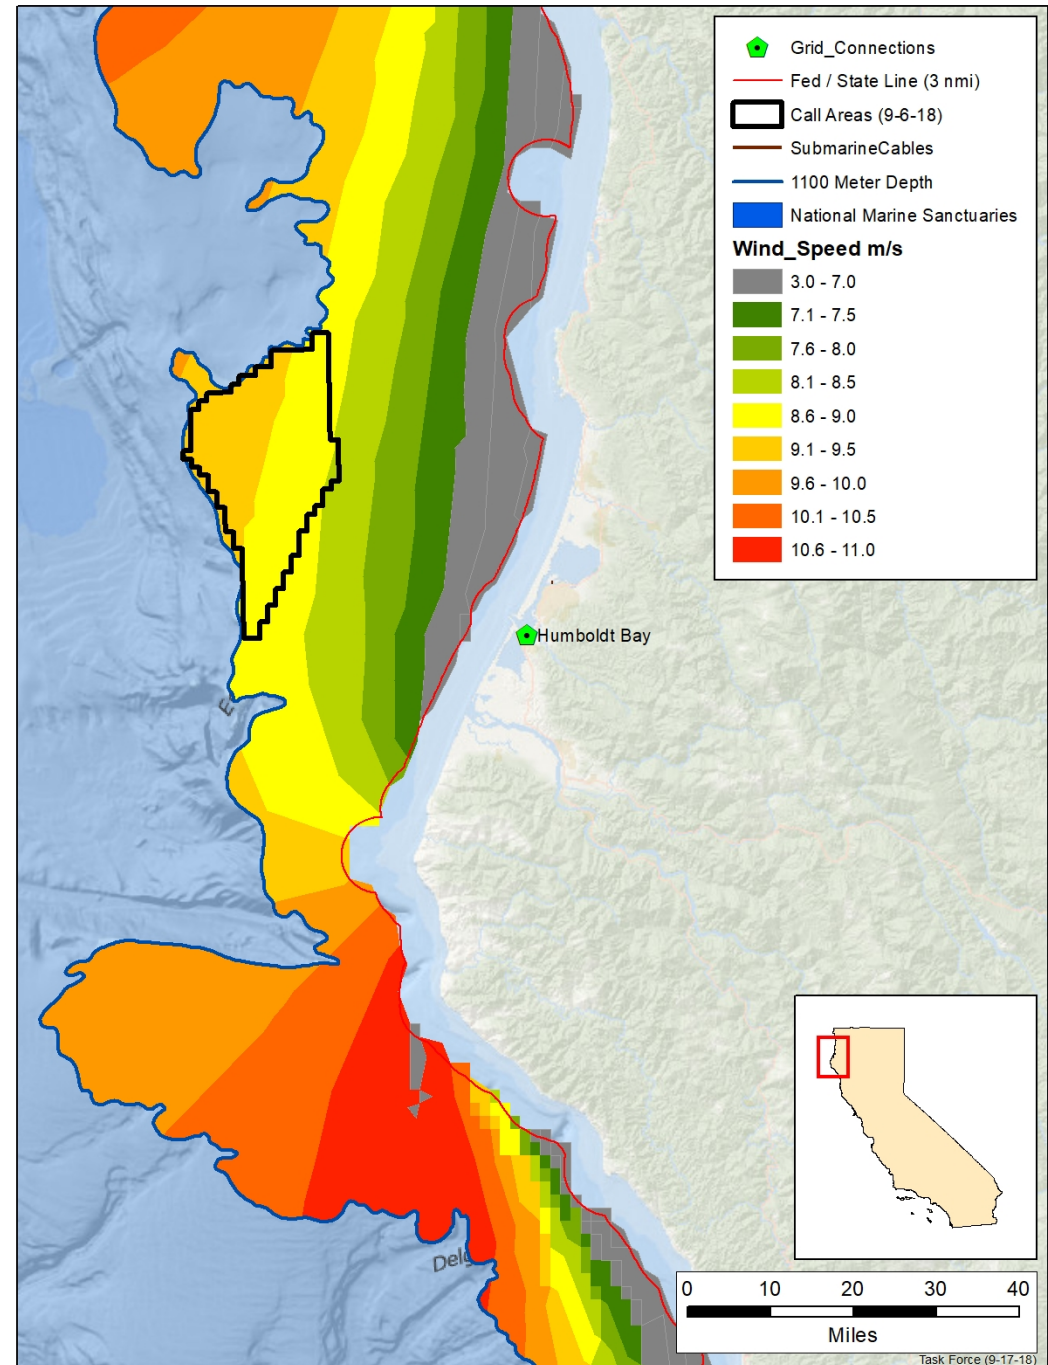 Grid_Connections
Fed / State Line (3 nmi)
Call Areas (9-6-18)
SubmarineCables
1100 Meter Depth
National Marine Sanctuaries
Wind_Speed m/s
3.0 - 7.0
7.1 - 7.5
7.6 - 8.0
8.1 - 8.5
8.6 - 9.0
9.1 - 9.5
9.6 - 10.0
10.1 - 10.5
10.6 - 11.0
Humboldt Bay
Delg
0 10 20 30 40
Miles
Task Force (9-17-18)